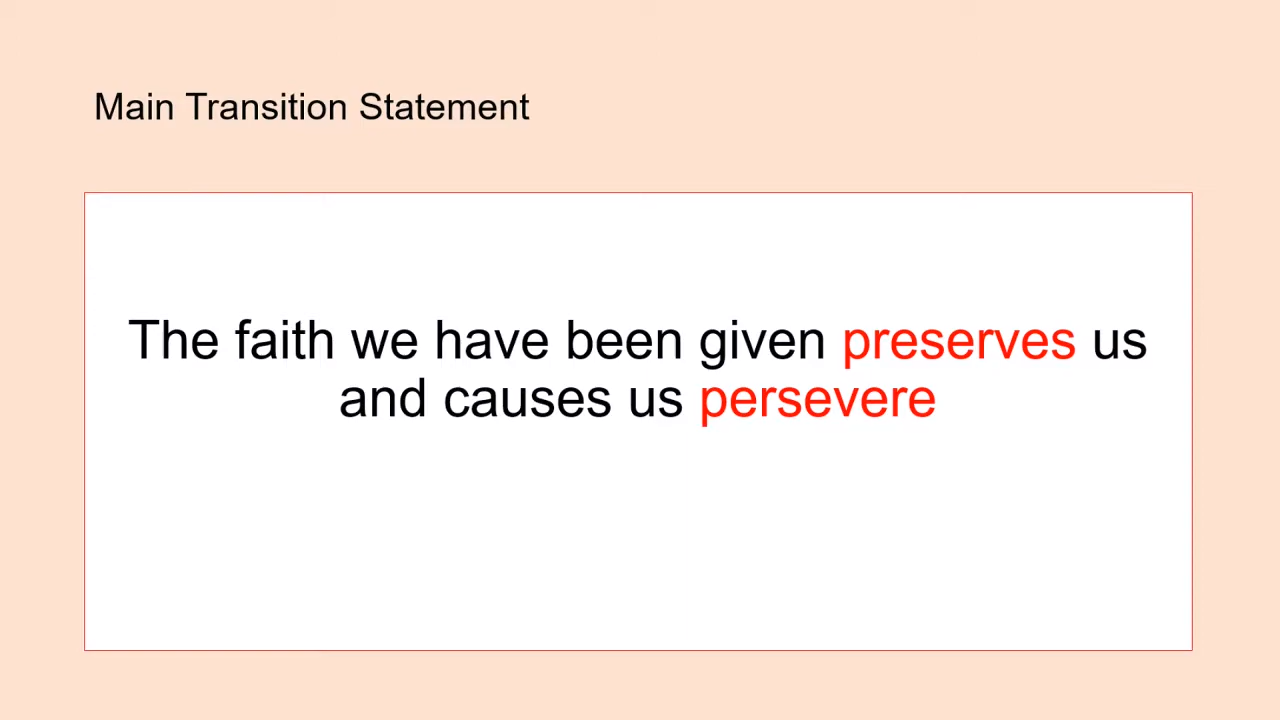 Main Transition Statement
The faith we have been given preserves us
and causes us persevere